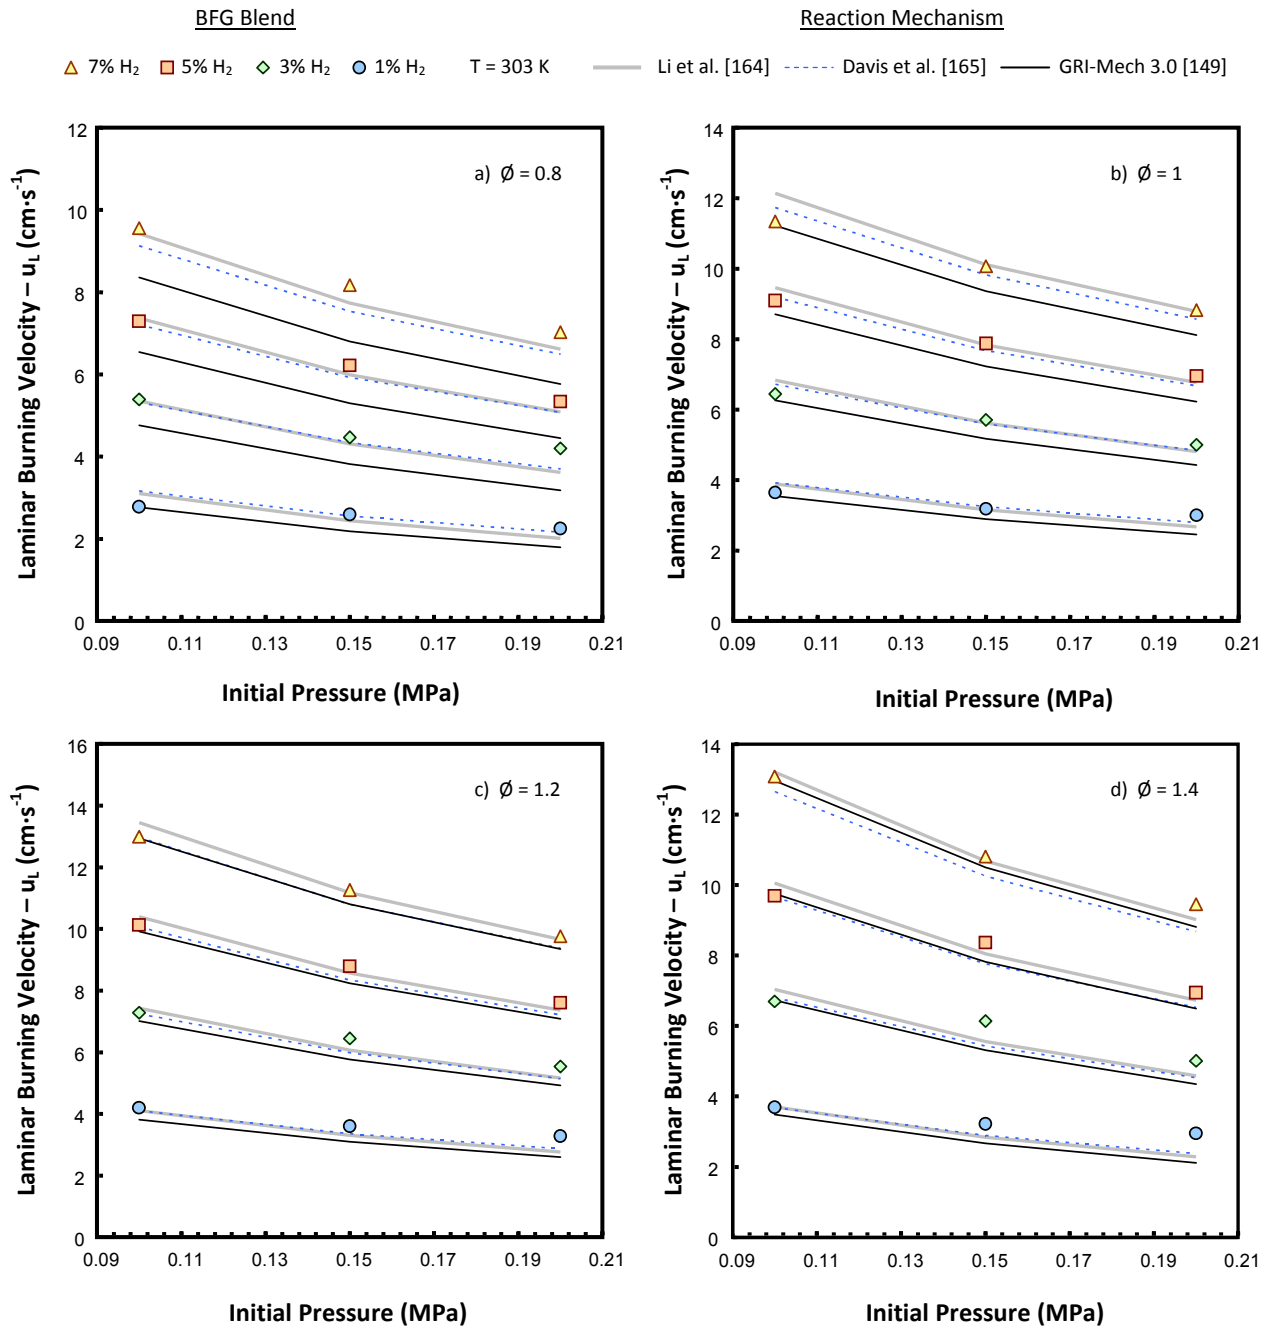 BFG Blend
Reaction Mechanism
7% H₂ 5% H₂ 3% H₂ 1% H₂ T = 303 K Li et al. [164] Davis et al. [165] GRI-Mech 3.0 [149]
Laminar Burning Velocity – u_L (cm·s⁻¹)
12
10
8
6
4
2
0
a) Ø = 0.8
0.09 0.11 0.13 0.15 0.17 0.19 0.21
Initial Pressure (MPa)
Laminar Burning Velocity – u_L (cm·s⁻¹)
14
12
10
8
6
4
2
0
b) Ø = 1
0.09 0.11 0.13 0.15 0.17 0.19 0.21
Initial Pressure (MPa)
Laminar Burning Velocity – u_L (cm·s⁻¹)
16
14
12
10
8
6
4
2
0
c) Ø = 1.2
0.09 0.11 0.13 0.15 0.17 0.19 0.21
Initial Pressure (MPa)
Laminar Burning Velocity – u_L (cm·s⁻¹)
14
12
10
8
6
4
2
0
d) Ø = 1.4
0.09 0.11 0.13 0.15 0.17 0.19 0.21
Initial Pressure (MPa)